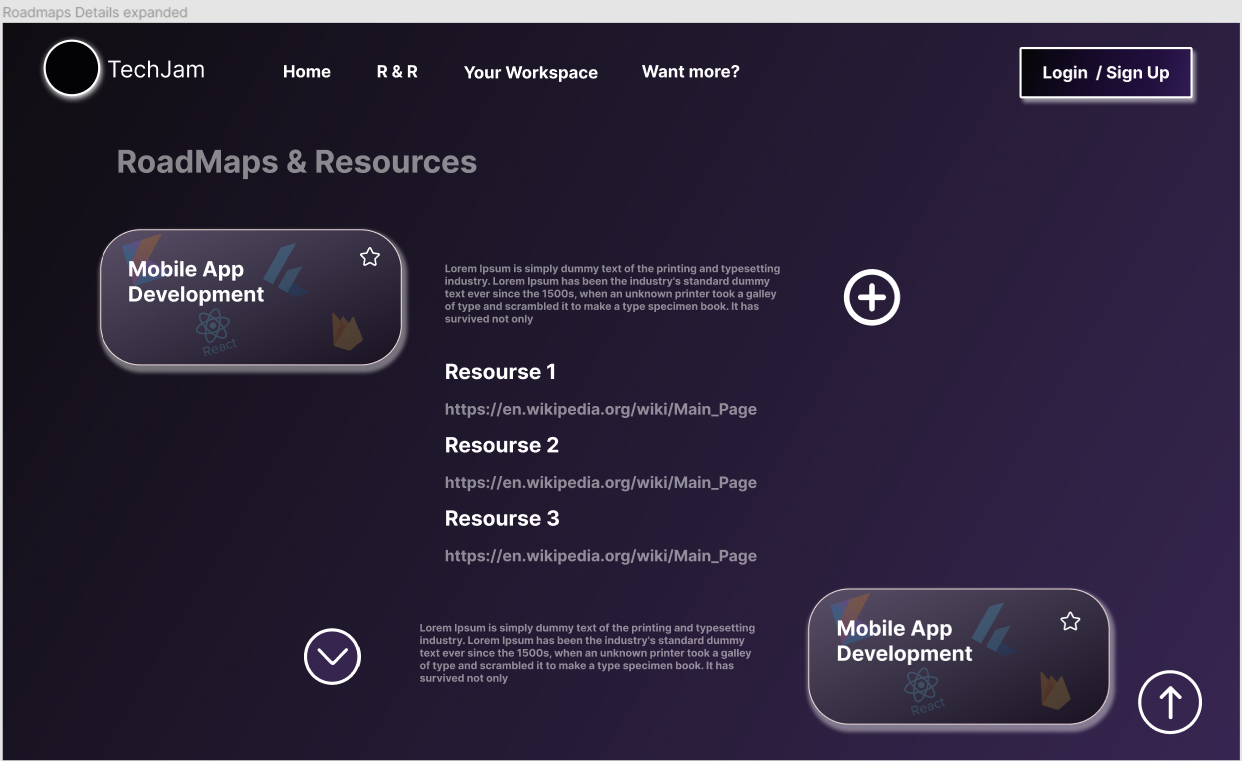 Roadmaps Details expanded
TechJam
Home
R & R
Your Workspace
Want more?
Login / Sign Up
RoadMaps & Resources
Mobile App
Development
React
Lorem Ipsum is simply dummy text of the printing and typesetting
industry. Lorem Ipsum has been the industry's standard dummy
text ever since the 1500s, when an unknown printer took a galley
of type and scrambled it to make a type specimen book. It has
survived not only
Resourse 1
https://en.wikipedia.org/wiki/Main_Page
Resourse 2
https://en.wikipedia.org/wiki/Main_Page
Resourse 3
https://en.wikipedia.org/wiki/Main_Page
Lorem Ipsum is simply dummy text of the printing and typesetting
industry. Lorem Ipsum has been the industry's standard dummy
text ever since the 1500s, when an unknown printer took a galley
of type and scrambled it to make a type specimen book. It has
survived not only
Mobile App
Development
React